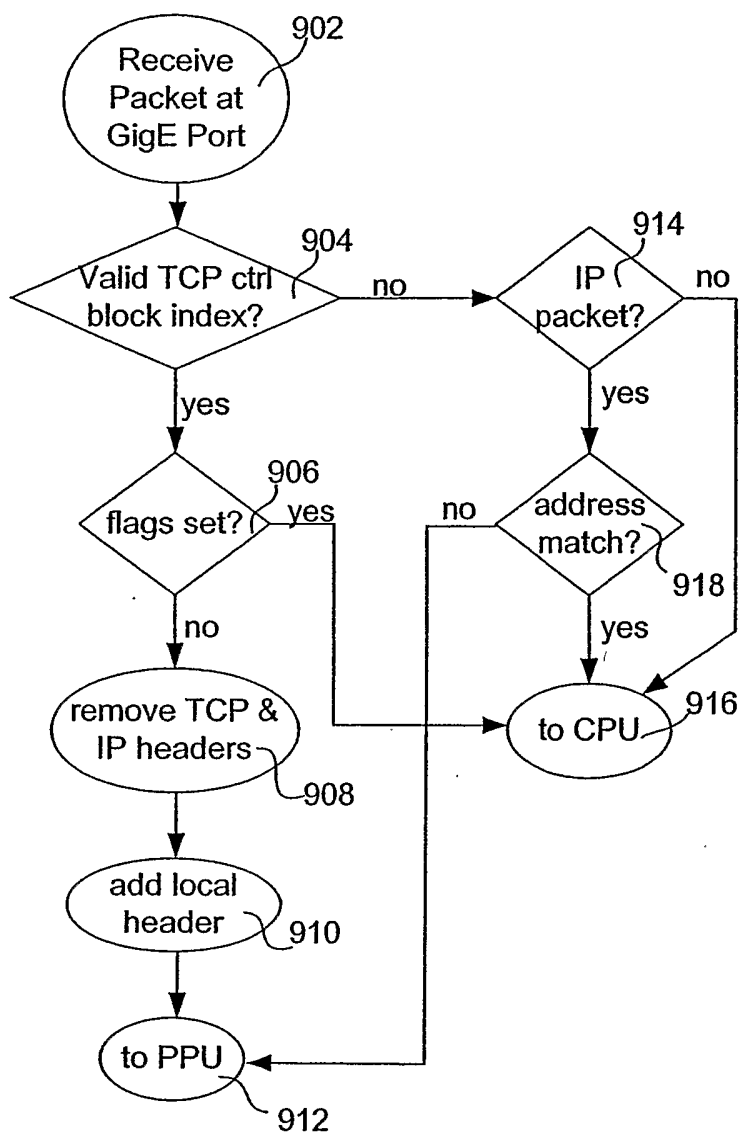 902
Receive
Packet at
GigE Port
904
Valid TCP ctrl
block index?
no
914
IP
packet?
no
yes
yes
906
flags set?
yes
no
address
match?
918
no
yes
remove TCP &
IP headers
908
to CPU
916
add local
header
910
to PPU
912